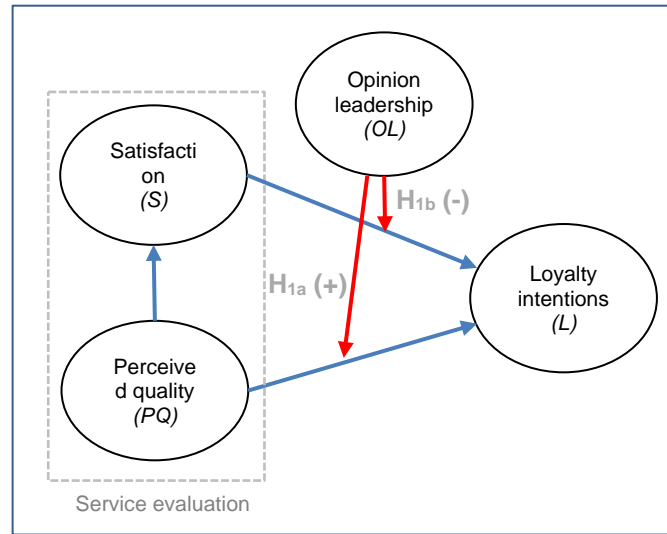 Opinion
leadership
(OL)
Satisfacti
on
(S)
H1b (-)
Loyalty
intentions
(L)
H1a (+)
Perceive
d quality
(PQ)
Service evaluation